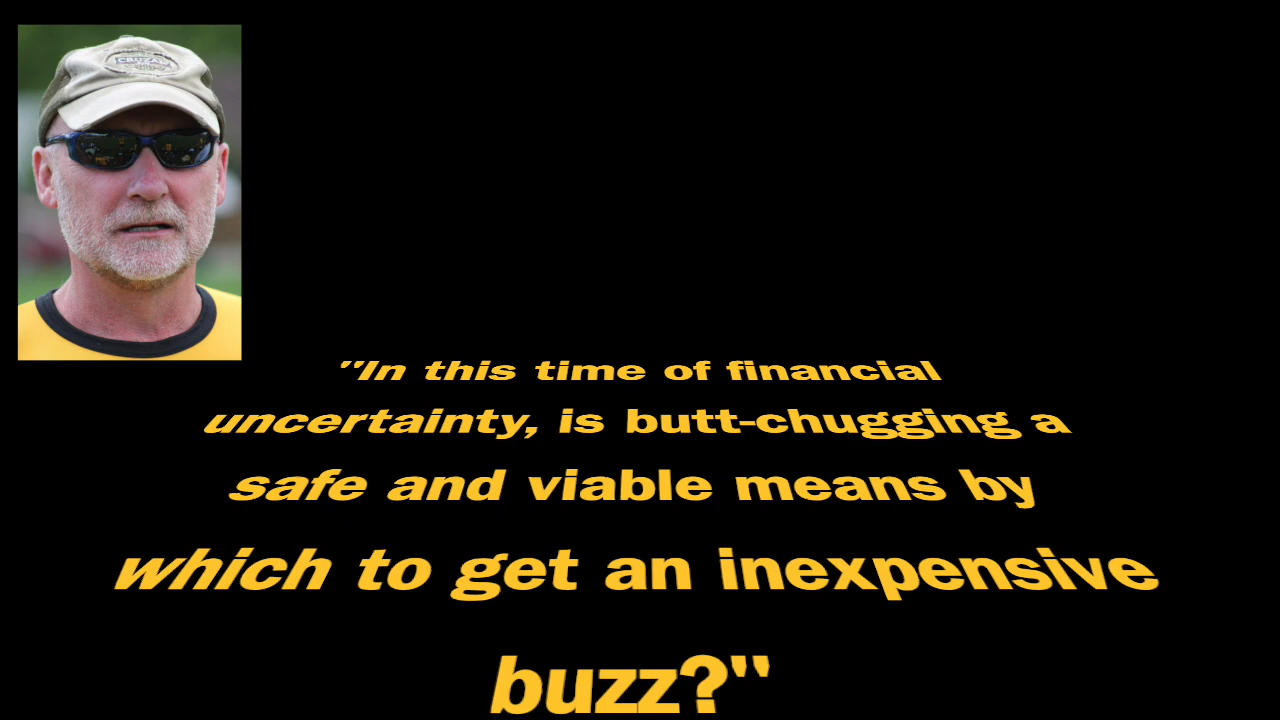 CRUZAN
"In this time of financial
uncertainty, is butt-chugging a
safe and viable means by
which to get an inexpensive
buzz?"